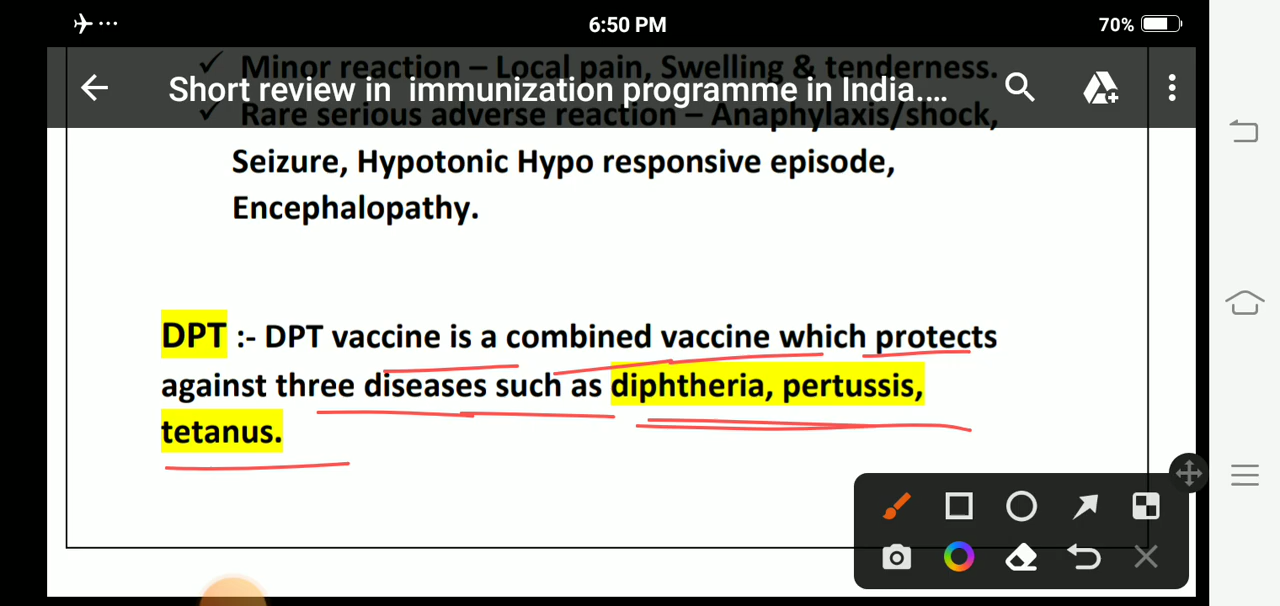 6:50 PM
70%
✓ Minor reaction – Local pain, Swelling & tenderness.
Short review in immunization programme in India....
✓ Rare serious adverse reaction – Anaphylaxis/shock,
Seizure, Hypotonic Hypo responsive episode,
Encephalopathy.
DPT :- DPT vaccine is a combined vaccine which protects
against three diseases such as diphtheria, pertussis,
tetanus.